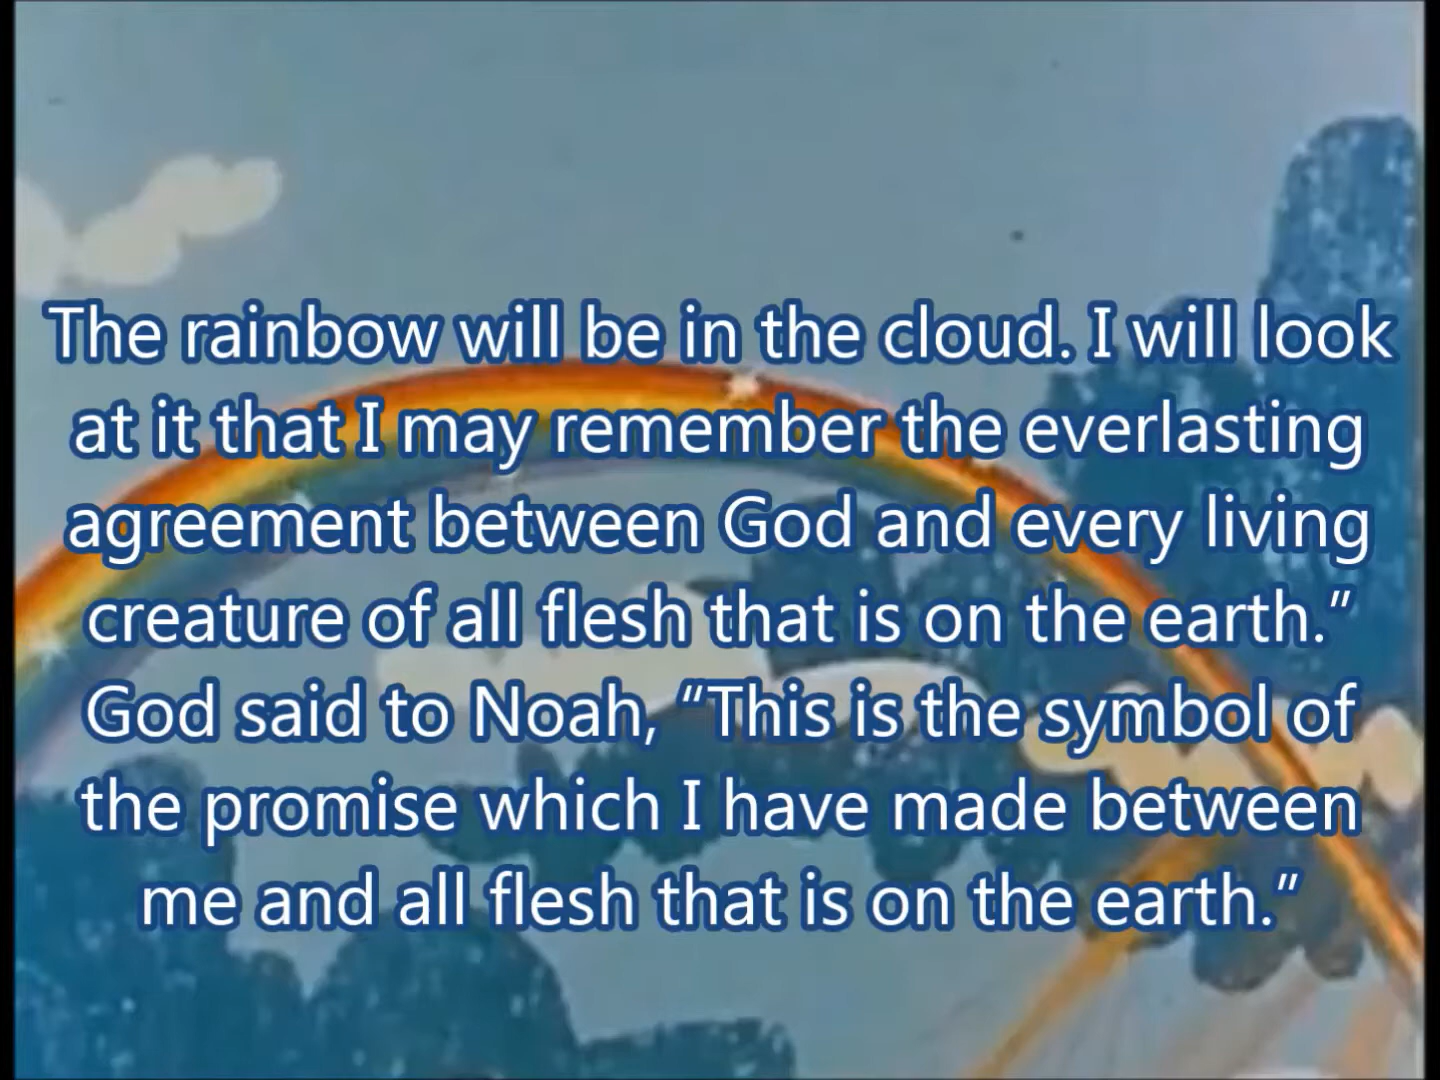 The rainbow will be in the cloud. I will look
at it that I may remember the everlasting
agreement between God and every living
creature of all flesh that is on the earth.”
God said to Noah, “This is the symbol of
the promise which I have made between
me and all flesh that is on the earth.”